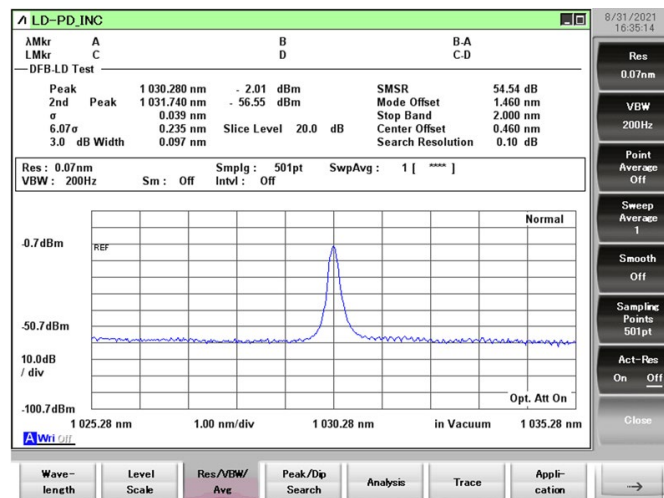 LD-PD_INC
8/31/2021
16:35:14
λMkr A B B-A
LMkr C D C-D
DFB-LD Test
Peak 1 030.280 nm - 2.01 dBm SMSR 54.54 dB
2nd Peak 1 031.740 nm - 56.55 dBm Mode Offset 1.460 nm
σ 0.039 nm Stop Band 2.000 nm
6.07σ 0.235 nm Slice Level 20.0 dB Center Offset 0.460 nm
3.0 dB Width 0.097 nm Search Resolution 0.10 dB
Res : 0.07nm Smplg : 501pt SwpAvg : 1 [ **** ]
VBW : 200Hz Sm : Off Intvl : Off
Normal
-0.7dBm
REF
-50.7dBm
10.0dB
/ div
Opt. Att On
-100.7dBm
1 025.28 nm 1.00 nm/div 1 030.28 nm in Vacuum 1 035.28 nm
A Wri Off
Res
0.07nm
VBW
200Hz
Point
Average
Off
Sweep
Average
1
Smooth
Off
Sampling
Points
501pt
Act-Res
On Off
Close
Wave-
length
Level
Scale
Res/VBW/
Avg
Peak/Dip
Search
Analysis
Trace
Appli-
cation
→